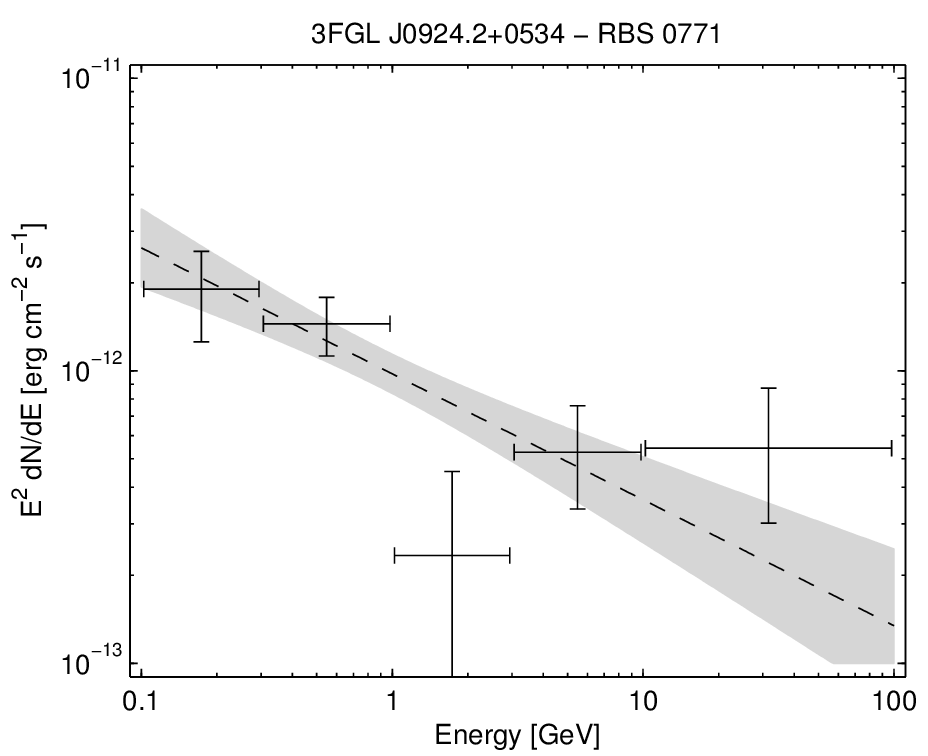 3FGL J0924.2+0534 − RBS 0771
E² dN/dE [erg cm⁻² s⁻¹]
10⁻¹¹
10⁻¹²
10⁻¹³
0.1 1 10 100
Energy [GeV]